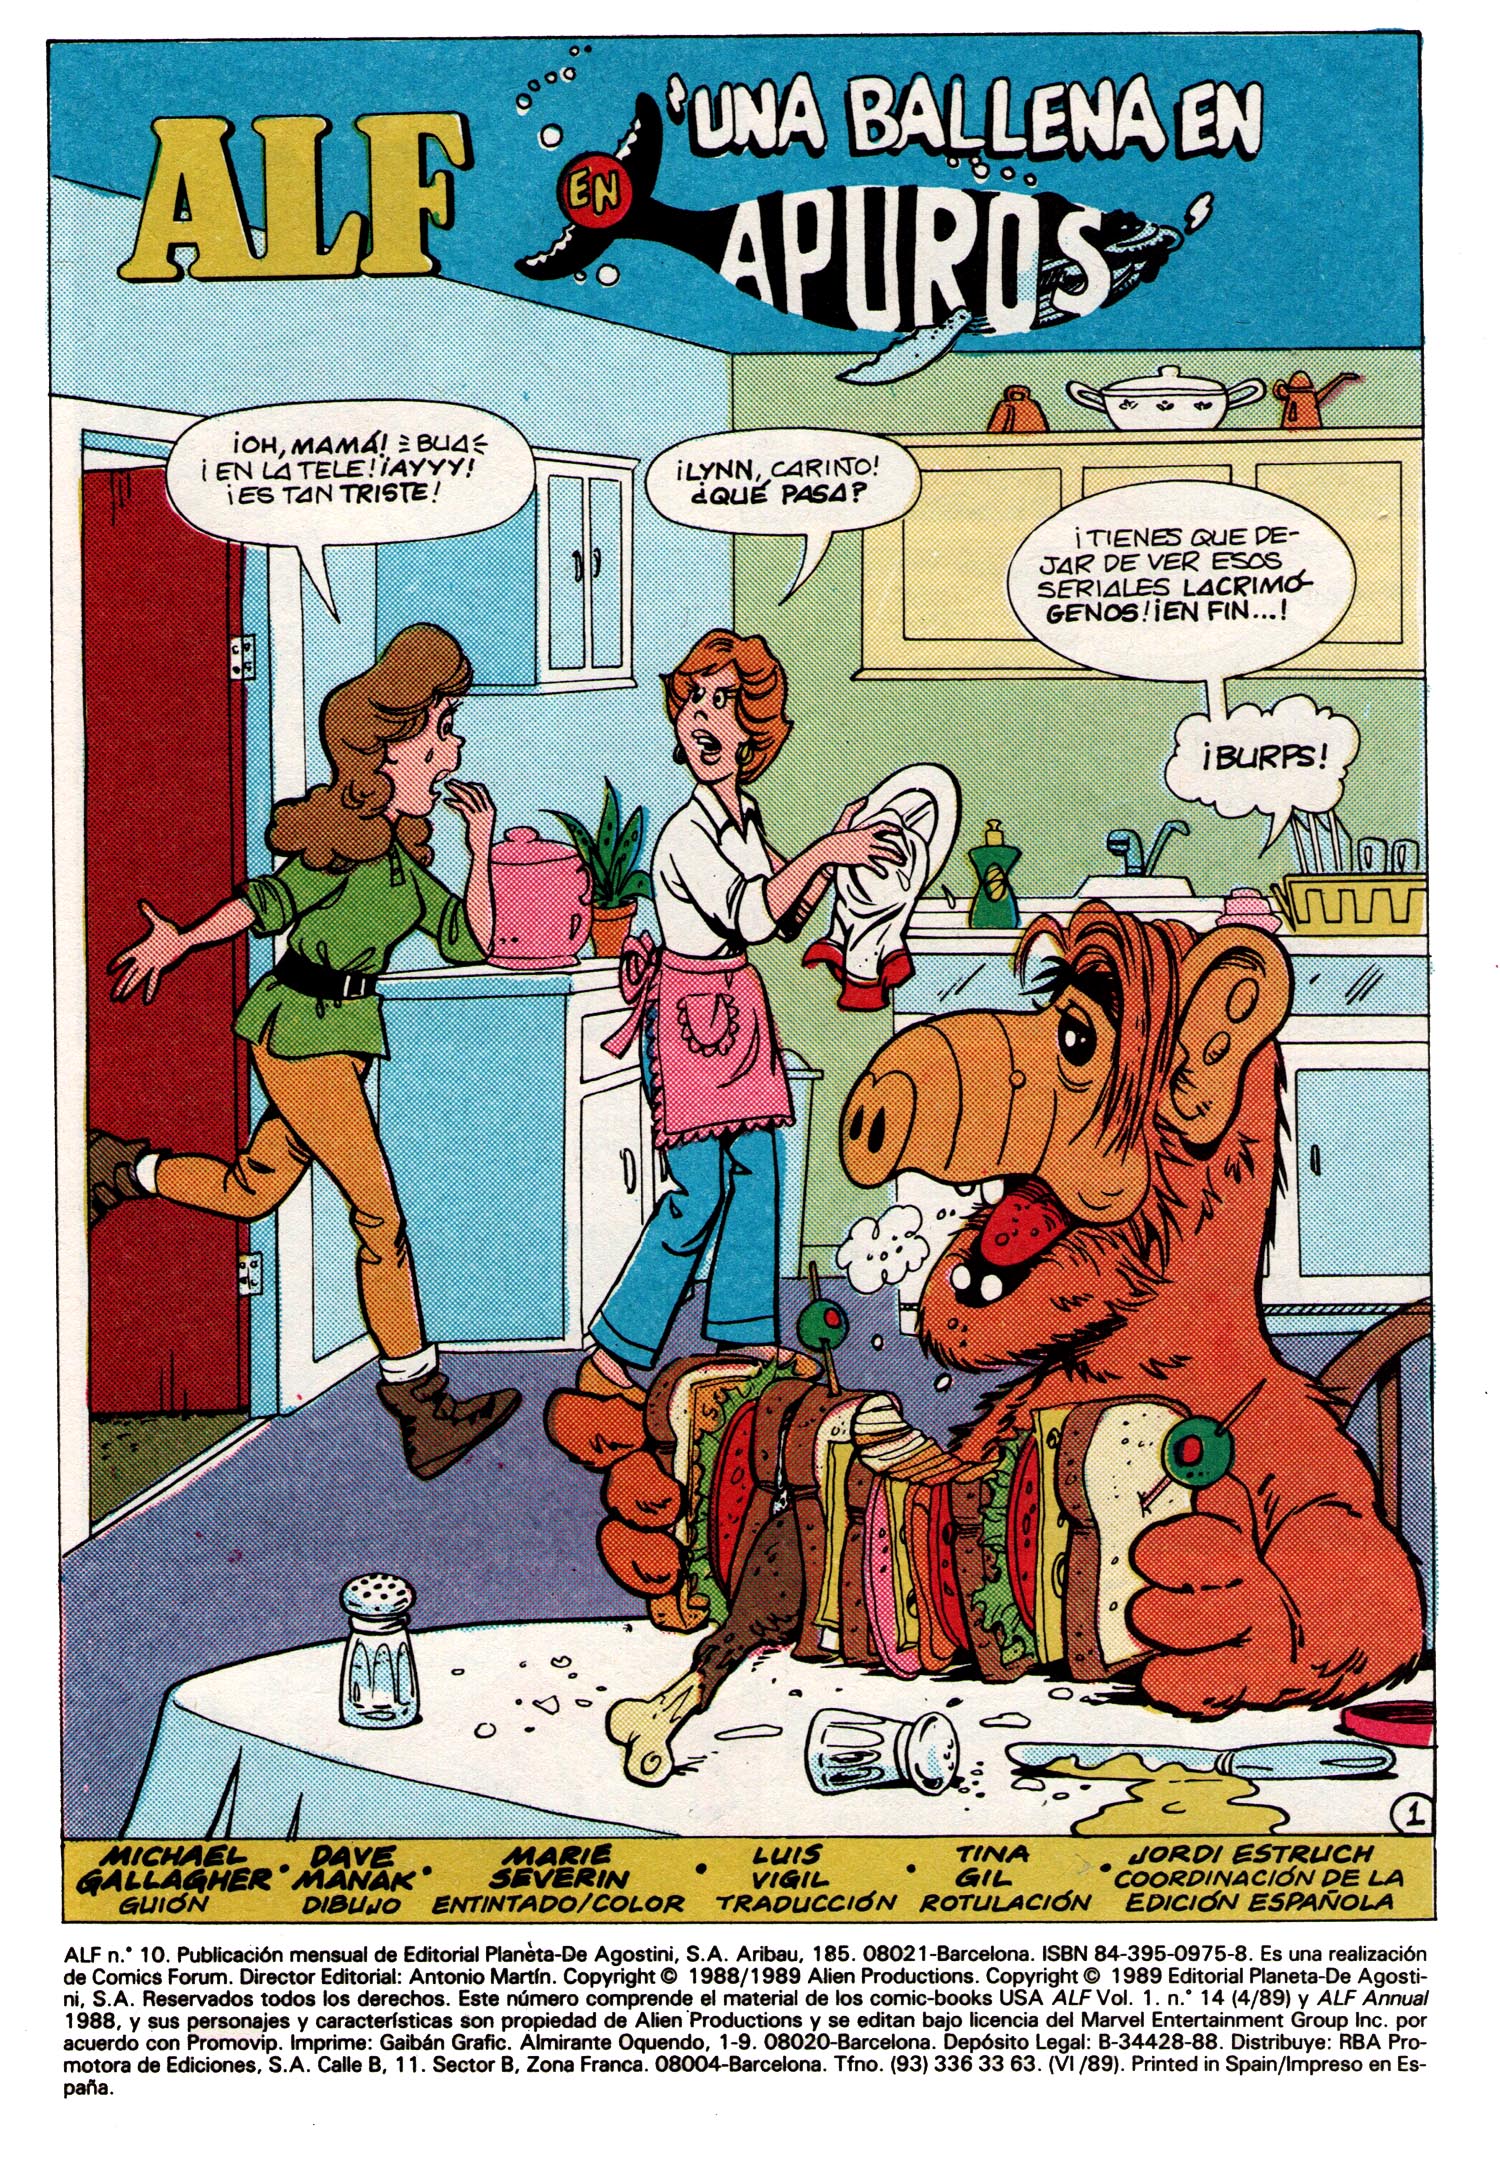 ALF
EN
¡UNA BALLENA EN
APUROS!
¡OH, MAMÁ! BUA
¡EN LA TELE! ¡AYYY!
¡ES TAN TRISTE!
¡LYNN, CARIÑO!
¿QUÉ PASA?
¡TIENES QUE DE-
JAR DE VER ESOS
SERIALES LACRIMÓ-
GENOS! ¡EN FIN...!
¡BURPS!
1
MICHAEL
GALLAGHER
GUIÓN
DAVE
MANAK
DIBUJO
MARIE
SEVERIN
ENTINTADO/COLOR
LUIS
VIGIL
TRADUCCIÓN
TINA
GIL
ROTULACIÓN
JORDI ESTRUCH
COORDINACIÓN DE LA
EDICIÓN ESPAÑOLA
ALF n.° 10. Publicación mensual de Editorial Planèta-De Agostini, S.A. Aribau, 185. 08021-Barcelona. ISBN 84-395-0975-8. Es una realización
de Comics Forum. Director Editorial: Antonio Martín. Copyright © 1988/1989 Alien Productions. Copyright © 1989 Editorial Planeta-De Agosti-
ni, S.A. Reservados todos los derechos. Este número comprende el material de los comic-books USA ALF Vol. 1. n.° 14 (4/89) y ALF Annual
1988, y sus personajes y características son propiedad de Alien Productions y se editan bajo licencia del Marvel Entertainment Group Inc. por
acuerdo con Promovip. Imprime: Gaibán Grafic. Almirante Oquendo, 1-9. 08020-Barcelona. Depósito Legal: B-34428-88. Distribuye: RBA Pro-
motora de Ediciones, S.A. Calle B, 11. Sector B, Zona Franca. 08004-Barcelona. Tfno. (93) 336 33 63. (VI/89). Printed in Spain/Impreso en Es-
paña.